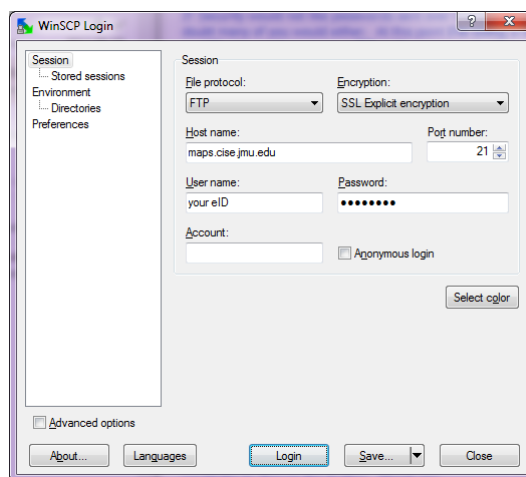 WinSCP Login
Session
Stored sessions
Environment
Directories
Preferences
Session
File protocol: Encryption:
FTP SSL Explicit encryption
Host name: Port number:
maps.cise.jmu.edu 21
User name: Password:
your eID ●●●●●●●●
Account:
Anonymous login
Select color
Advanced options
About... Languages Login Save... Close